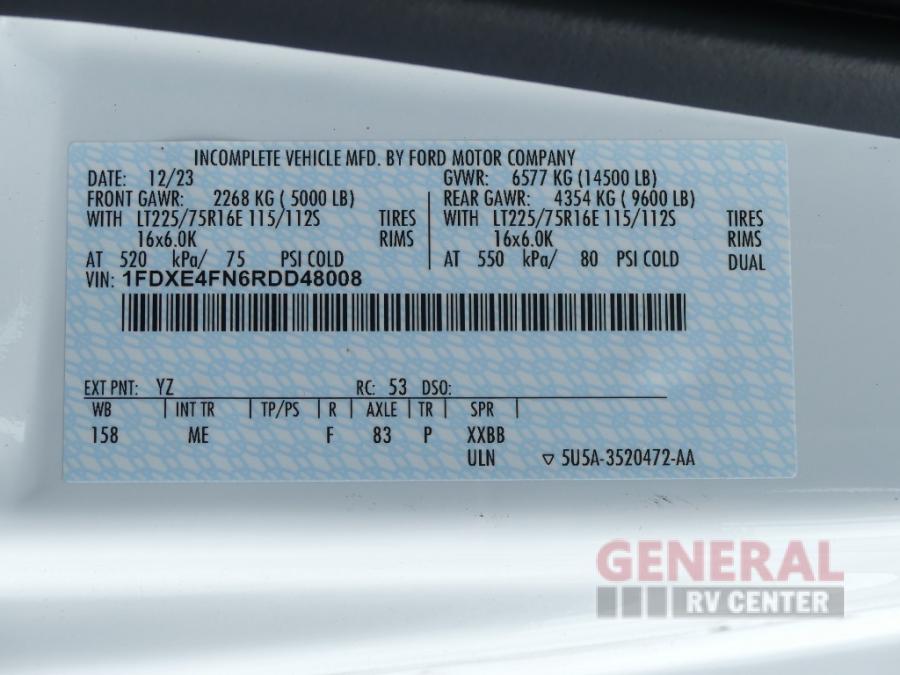 INCOMPLETE VEHICLE MFD. BY FORD MOTOR COMPANY
DATE: 12/23 GVWR: 6577 KG (14500 LB)
FRONT GAWR: 2268 KG ( 5000 LB) REAR GAWR: 4354 KG ( 9600 LB)
WITH LT225/75R16E 115/112S TIRES WITH LT225/75R16E 115/112S TIRES
16x6.0K RIMS 16x6.0K RIMS
AT 520 kPa/ 75 PSI COLD AT 550 kPa/ 80 PSI COLD DUAL
VIN: 1FDXE4FN6RDD48008
EXT PNT: YZ RC: 53 DSO:
WB | INT TR | TP/PS | R | AXLE | TR | SPR |
158 ME F 83 P XXBB
ULN ▽ 5U5A-3520472-AA
GENERAL
RV CENTER